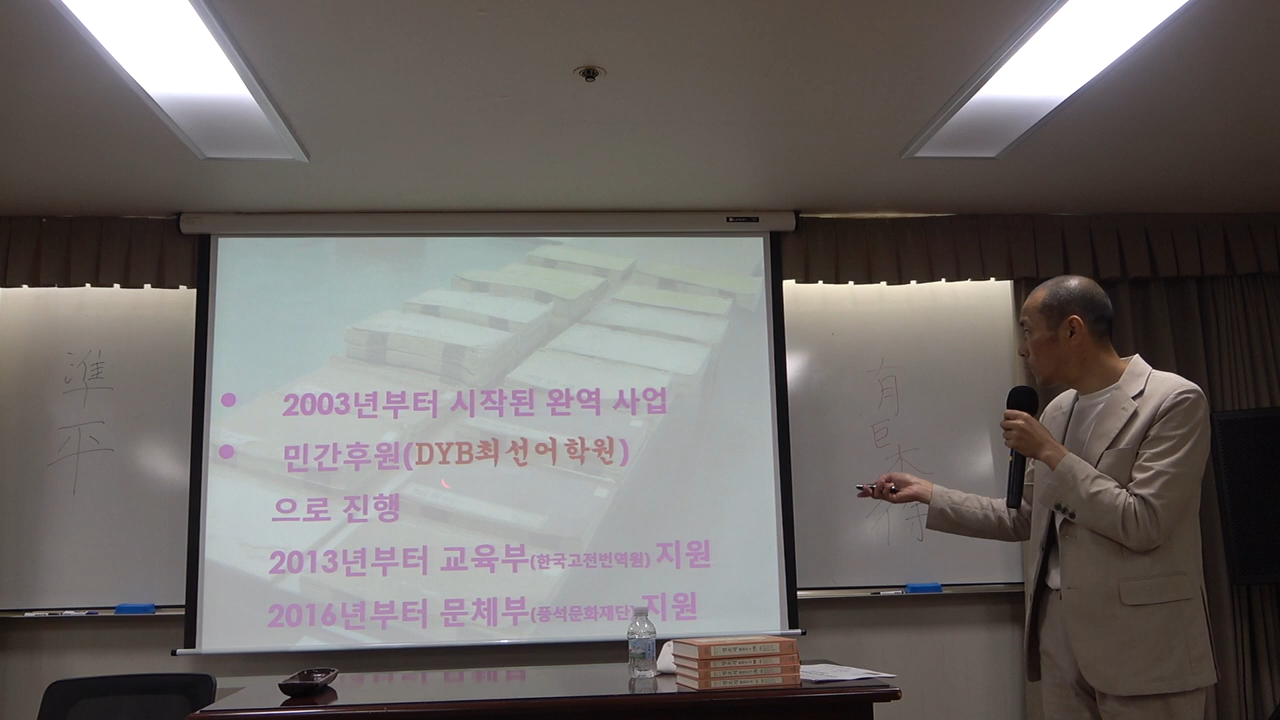 準
平
• 2003년부터 시작된 완역 사업
• 민간후원(DYB최선어학원)
으로 진행
2013년부터 교육부(한국고전번역원) 지원
2016년부터 문체부(풍석문화재단) 지원
有
巨
木